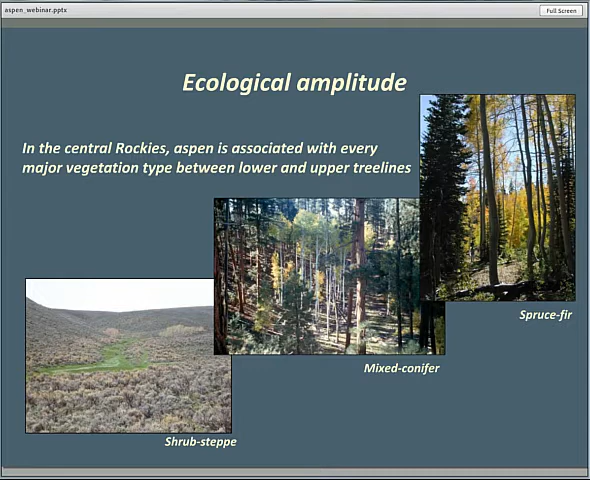 aspen_webinar.pptx
Full Screen
Ecological amplitude
In the central Rockies, aspen is associated with every
major vegetation type between lower and upper treelines
Spruce-fir
Mixed-conifer
Shrub-steppe